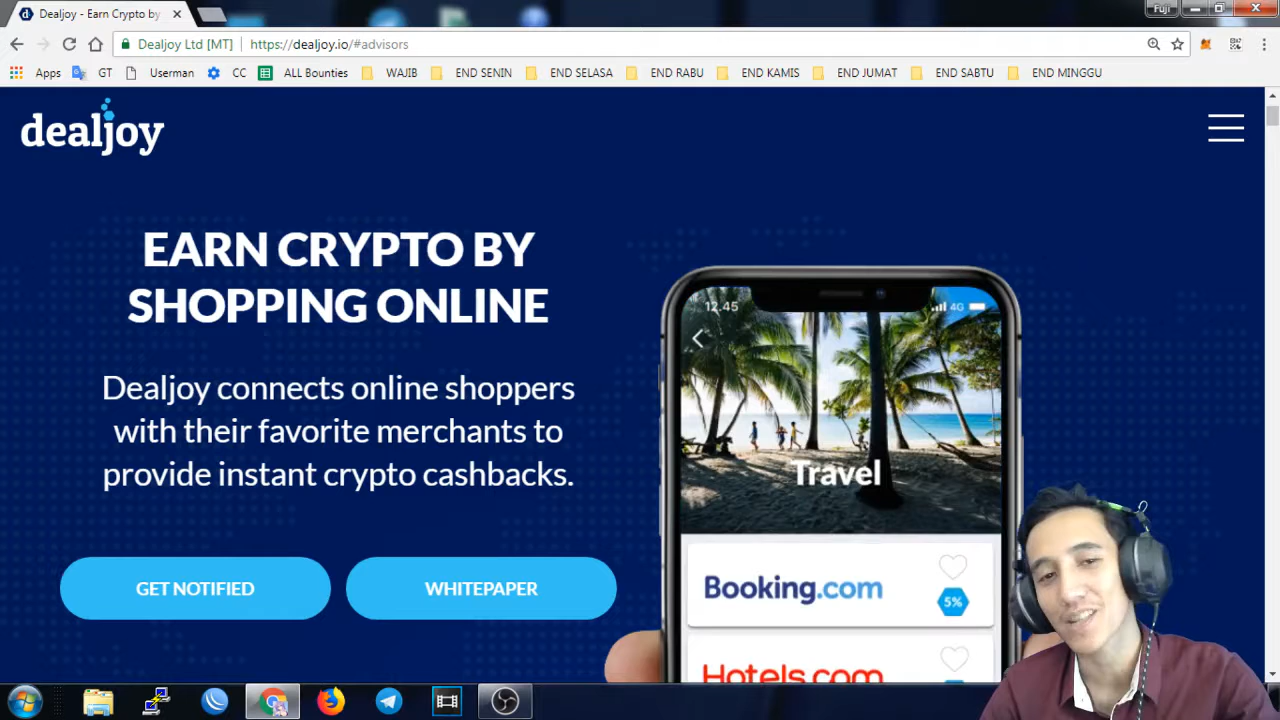 Dealjoy - Earn Crypto by
Fuji
Dealjoy Ltd [MT]
https://dealjoy.io/#advisors
Apps
GT
Userman
CC
ALL Bounties
WAJIB
END SENIN
END SELASA
END RABU
END KAMIS
END JUMAT
END SABTU
END MINGGU
dealjoy
EARN CRYPTO BY
SHOPPING ONLINE
Dealjoy connects online shoppers
with their favorite merchants to
provide instant crypto cashbacks.
GET NOTIFIED
WHITEPAPER
12.45
4G
Travel
Booking.com
5%
Hotels.com